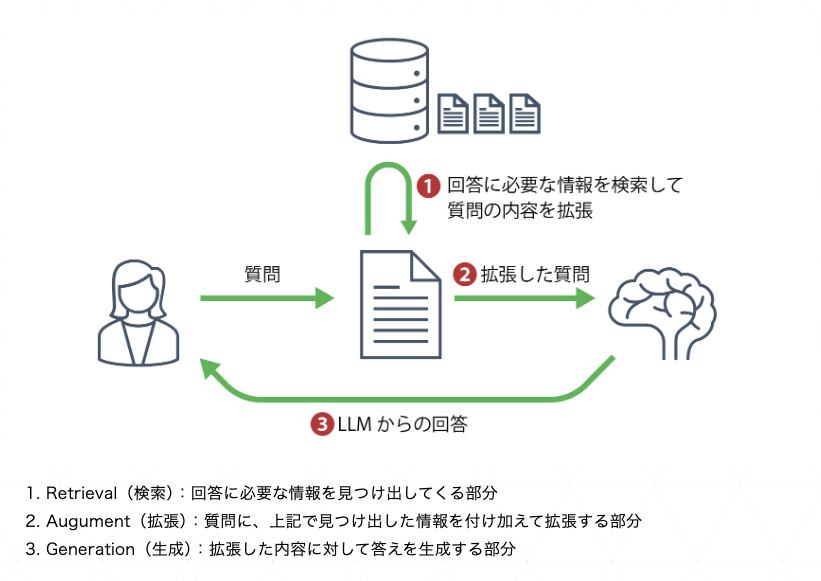 1 回答に必要な情報を検索して
質問の内容を拡張
質問
2 拡張した質問
3 LLM からの回答
1. Retrieval（検索）：回答に必要な情報を見つけ出してくる部分
2. Augument（拡張）：質問に、上記で見つけ出した情報を付け加えて拡張する部分
3. Generation（生成）：拡張した内容に対して答えを生成する部分